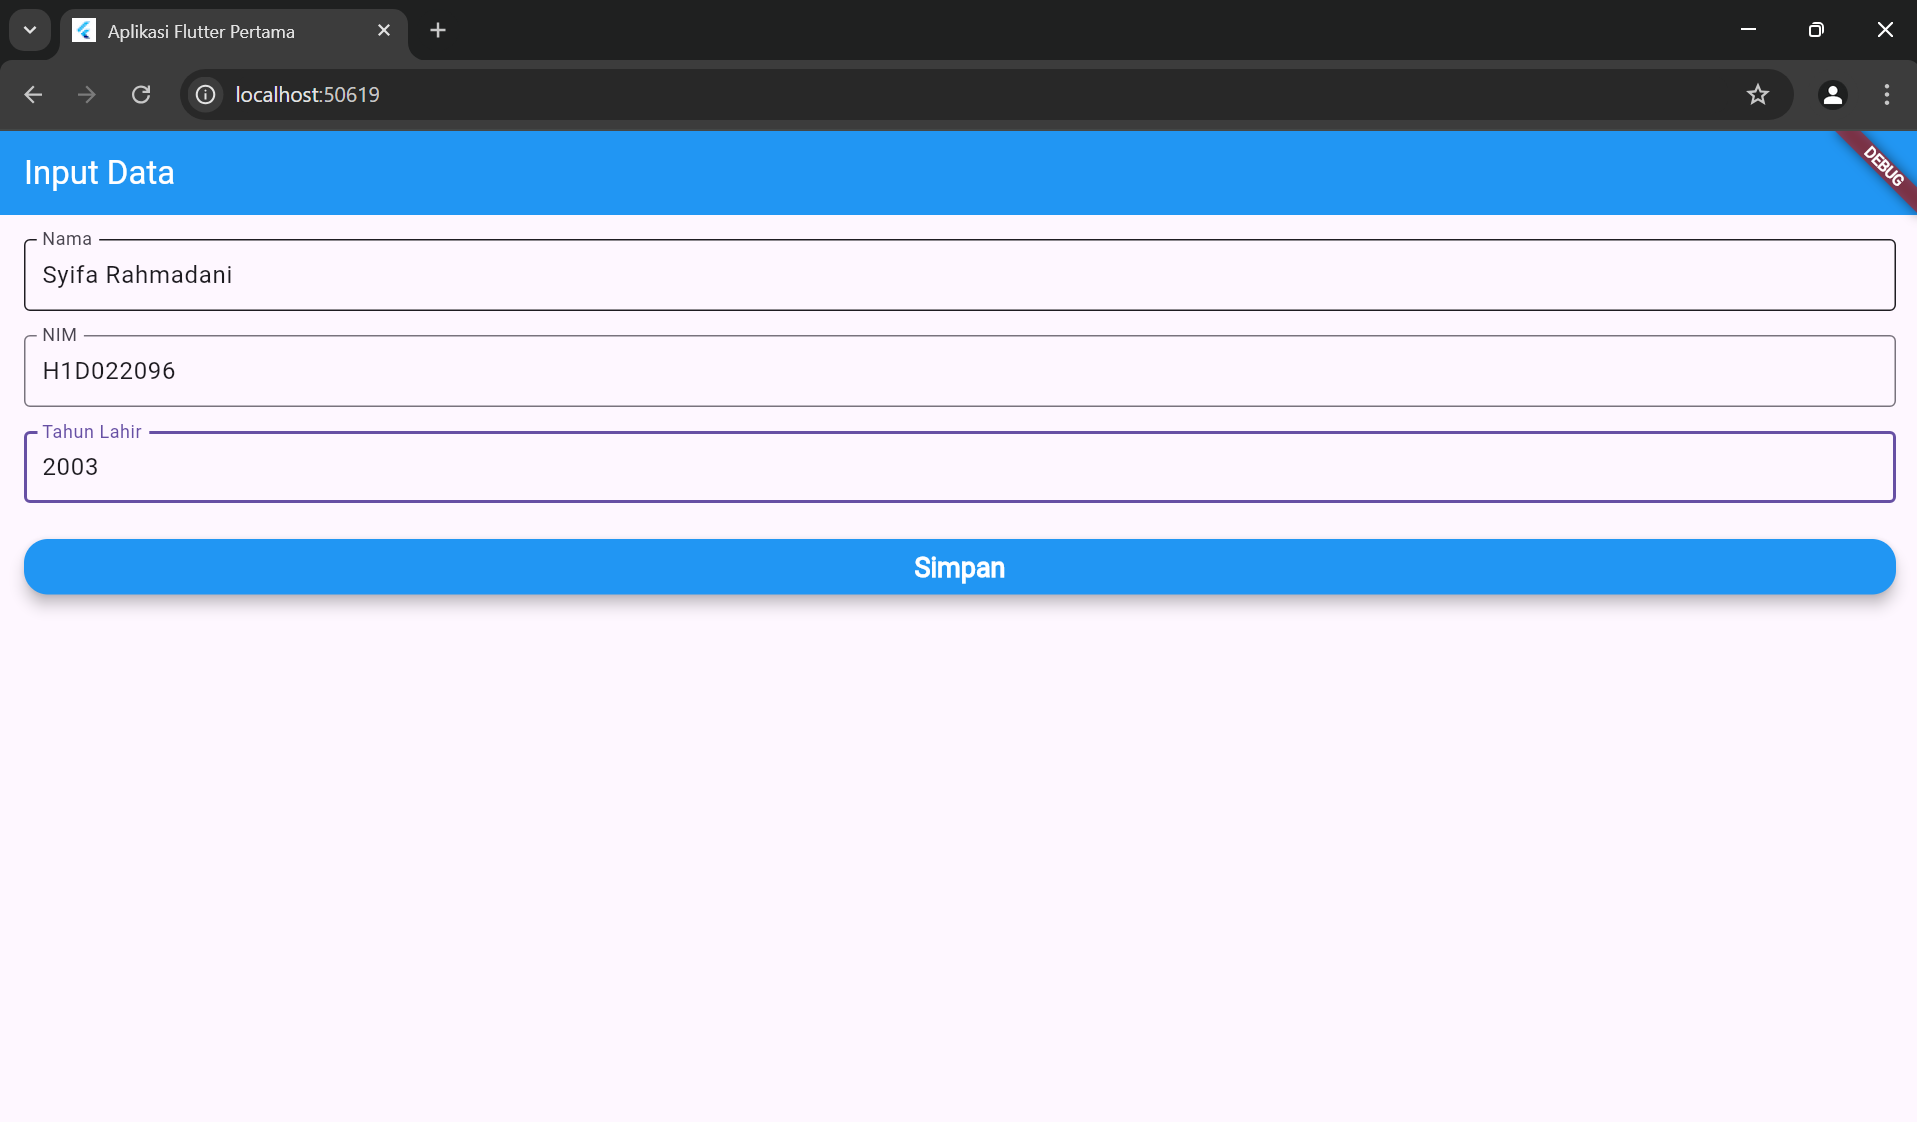 Aplikasi Flutter Pertama
localhost:50619
Input Data
DEBUG
Nama
Syifa Rahmadani
NIM
H1D022096
Tahun Lahir
2003
Simpan